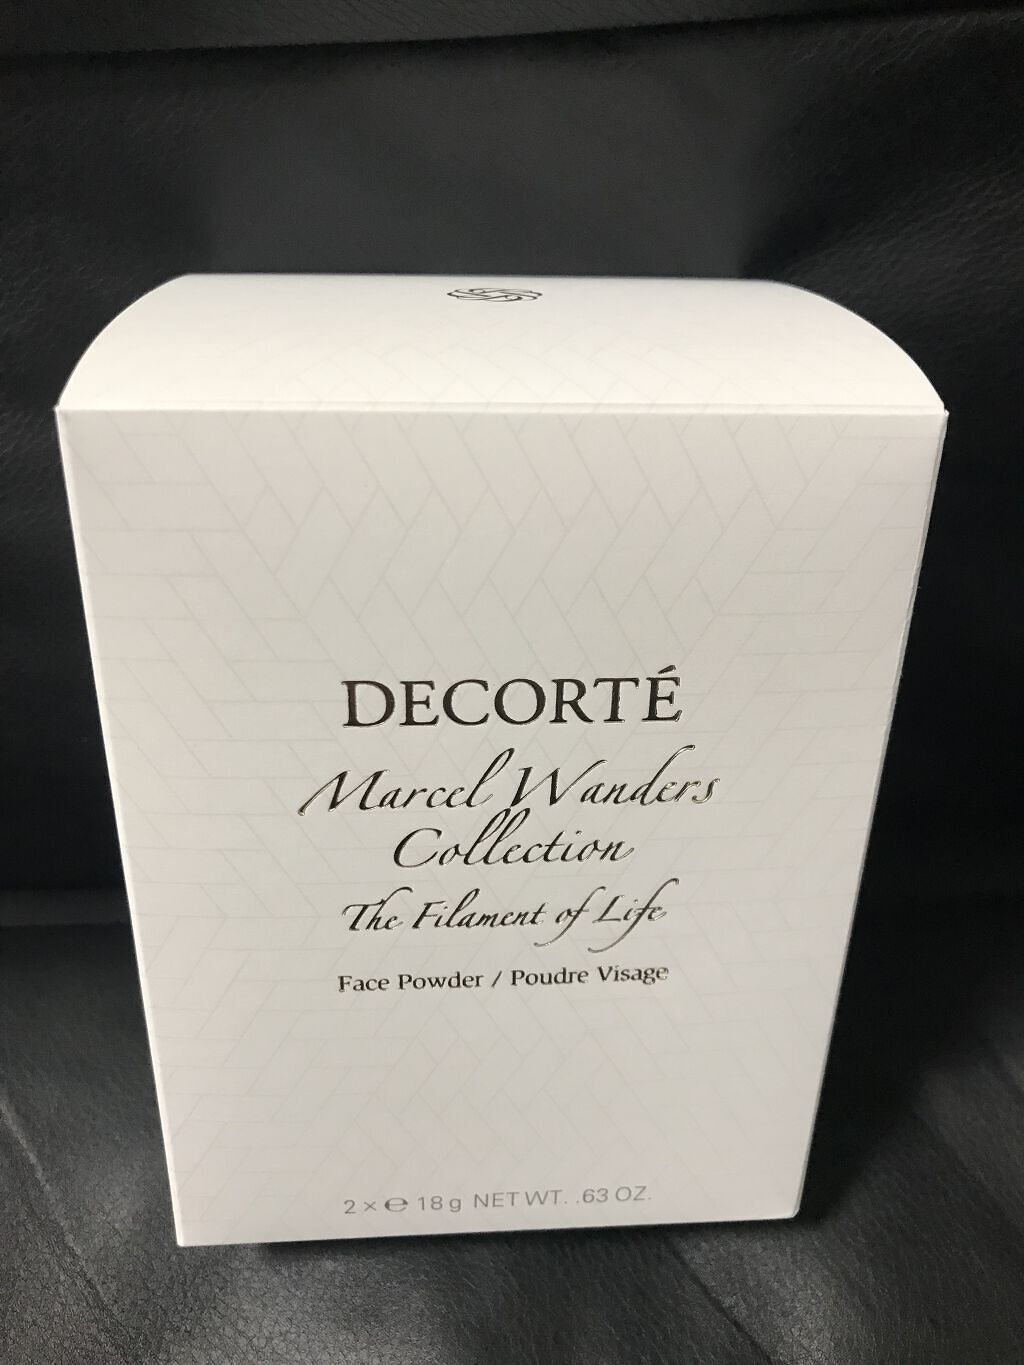 DECORTÉ
Marcel Wanders
Collection
The Filament of Life
Face Powder / Poudre Visage
2 × ℮ 18 g NET WT. .63 OZ.